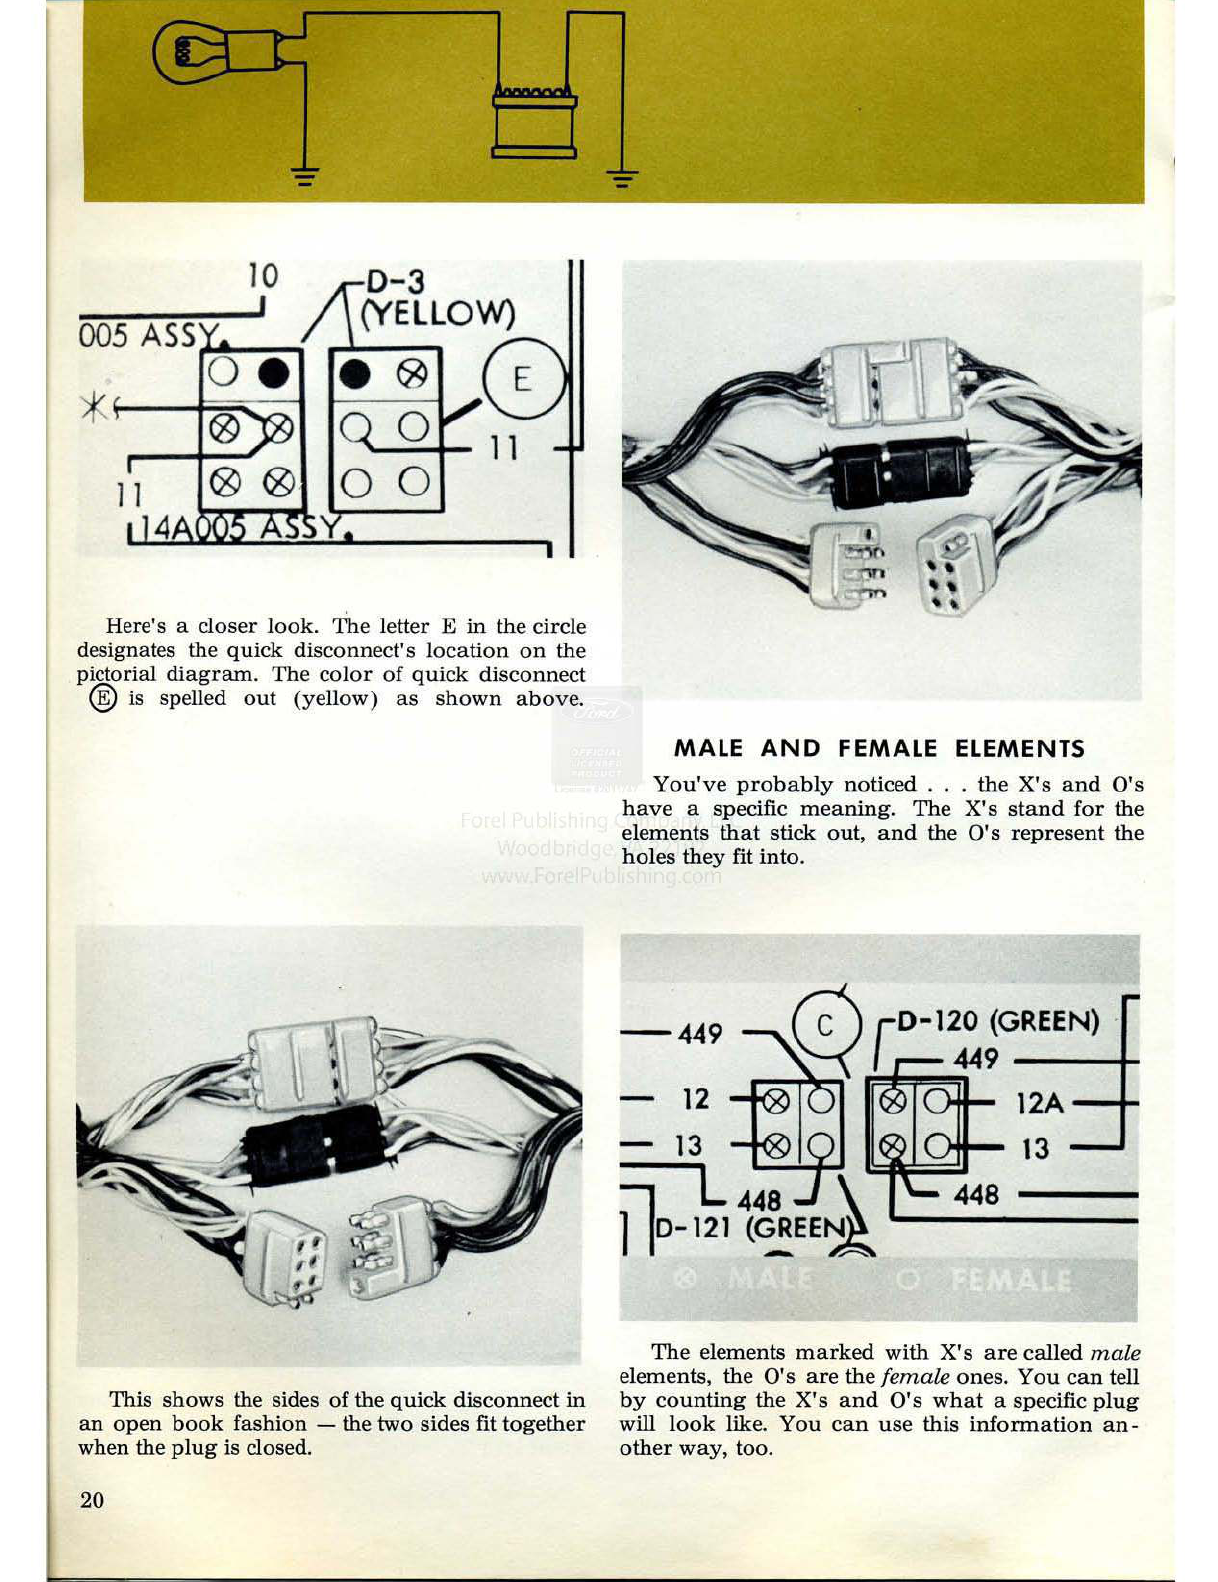 10
D-3
(YELLOW)
005 ASSY.
E
11
11
14A005 ASSY.
Here's a closer look. The letter E in the circle
designates the quick disconnect's location on the
pictorial diagram. The color of quick disconnect
(E) is spelled out (yellow) as shown above.
Ford
OFFICIAL
LICENSED
PRODUCT
MALE AND FEMALE ELEMENTS
You've probably noticed . . . the X's and O's
have a specific meaning. The X's stand for the
elements that stick out, and the O's represent the
holes they fit into.
Forel Publishing Company
Woodbridge, VA 22192
www.ForelPublishing.com
This shows the sides of the quick disconnect in
an open book fashion — the two sides fit together
when the plug is closed.
C
D-120 (GREEN)
449
449
12
12A
13
13
448
448
D-121 (GREEN)
MALE FEMALE
The elements marked with X's are called male
elements, the O's are the female ones. You can tell
by counting the X's and O's what a specific plug
will look like. You can use this information an-
other way, too.
20